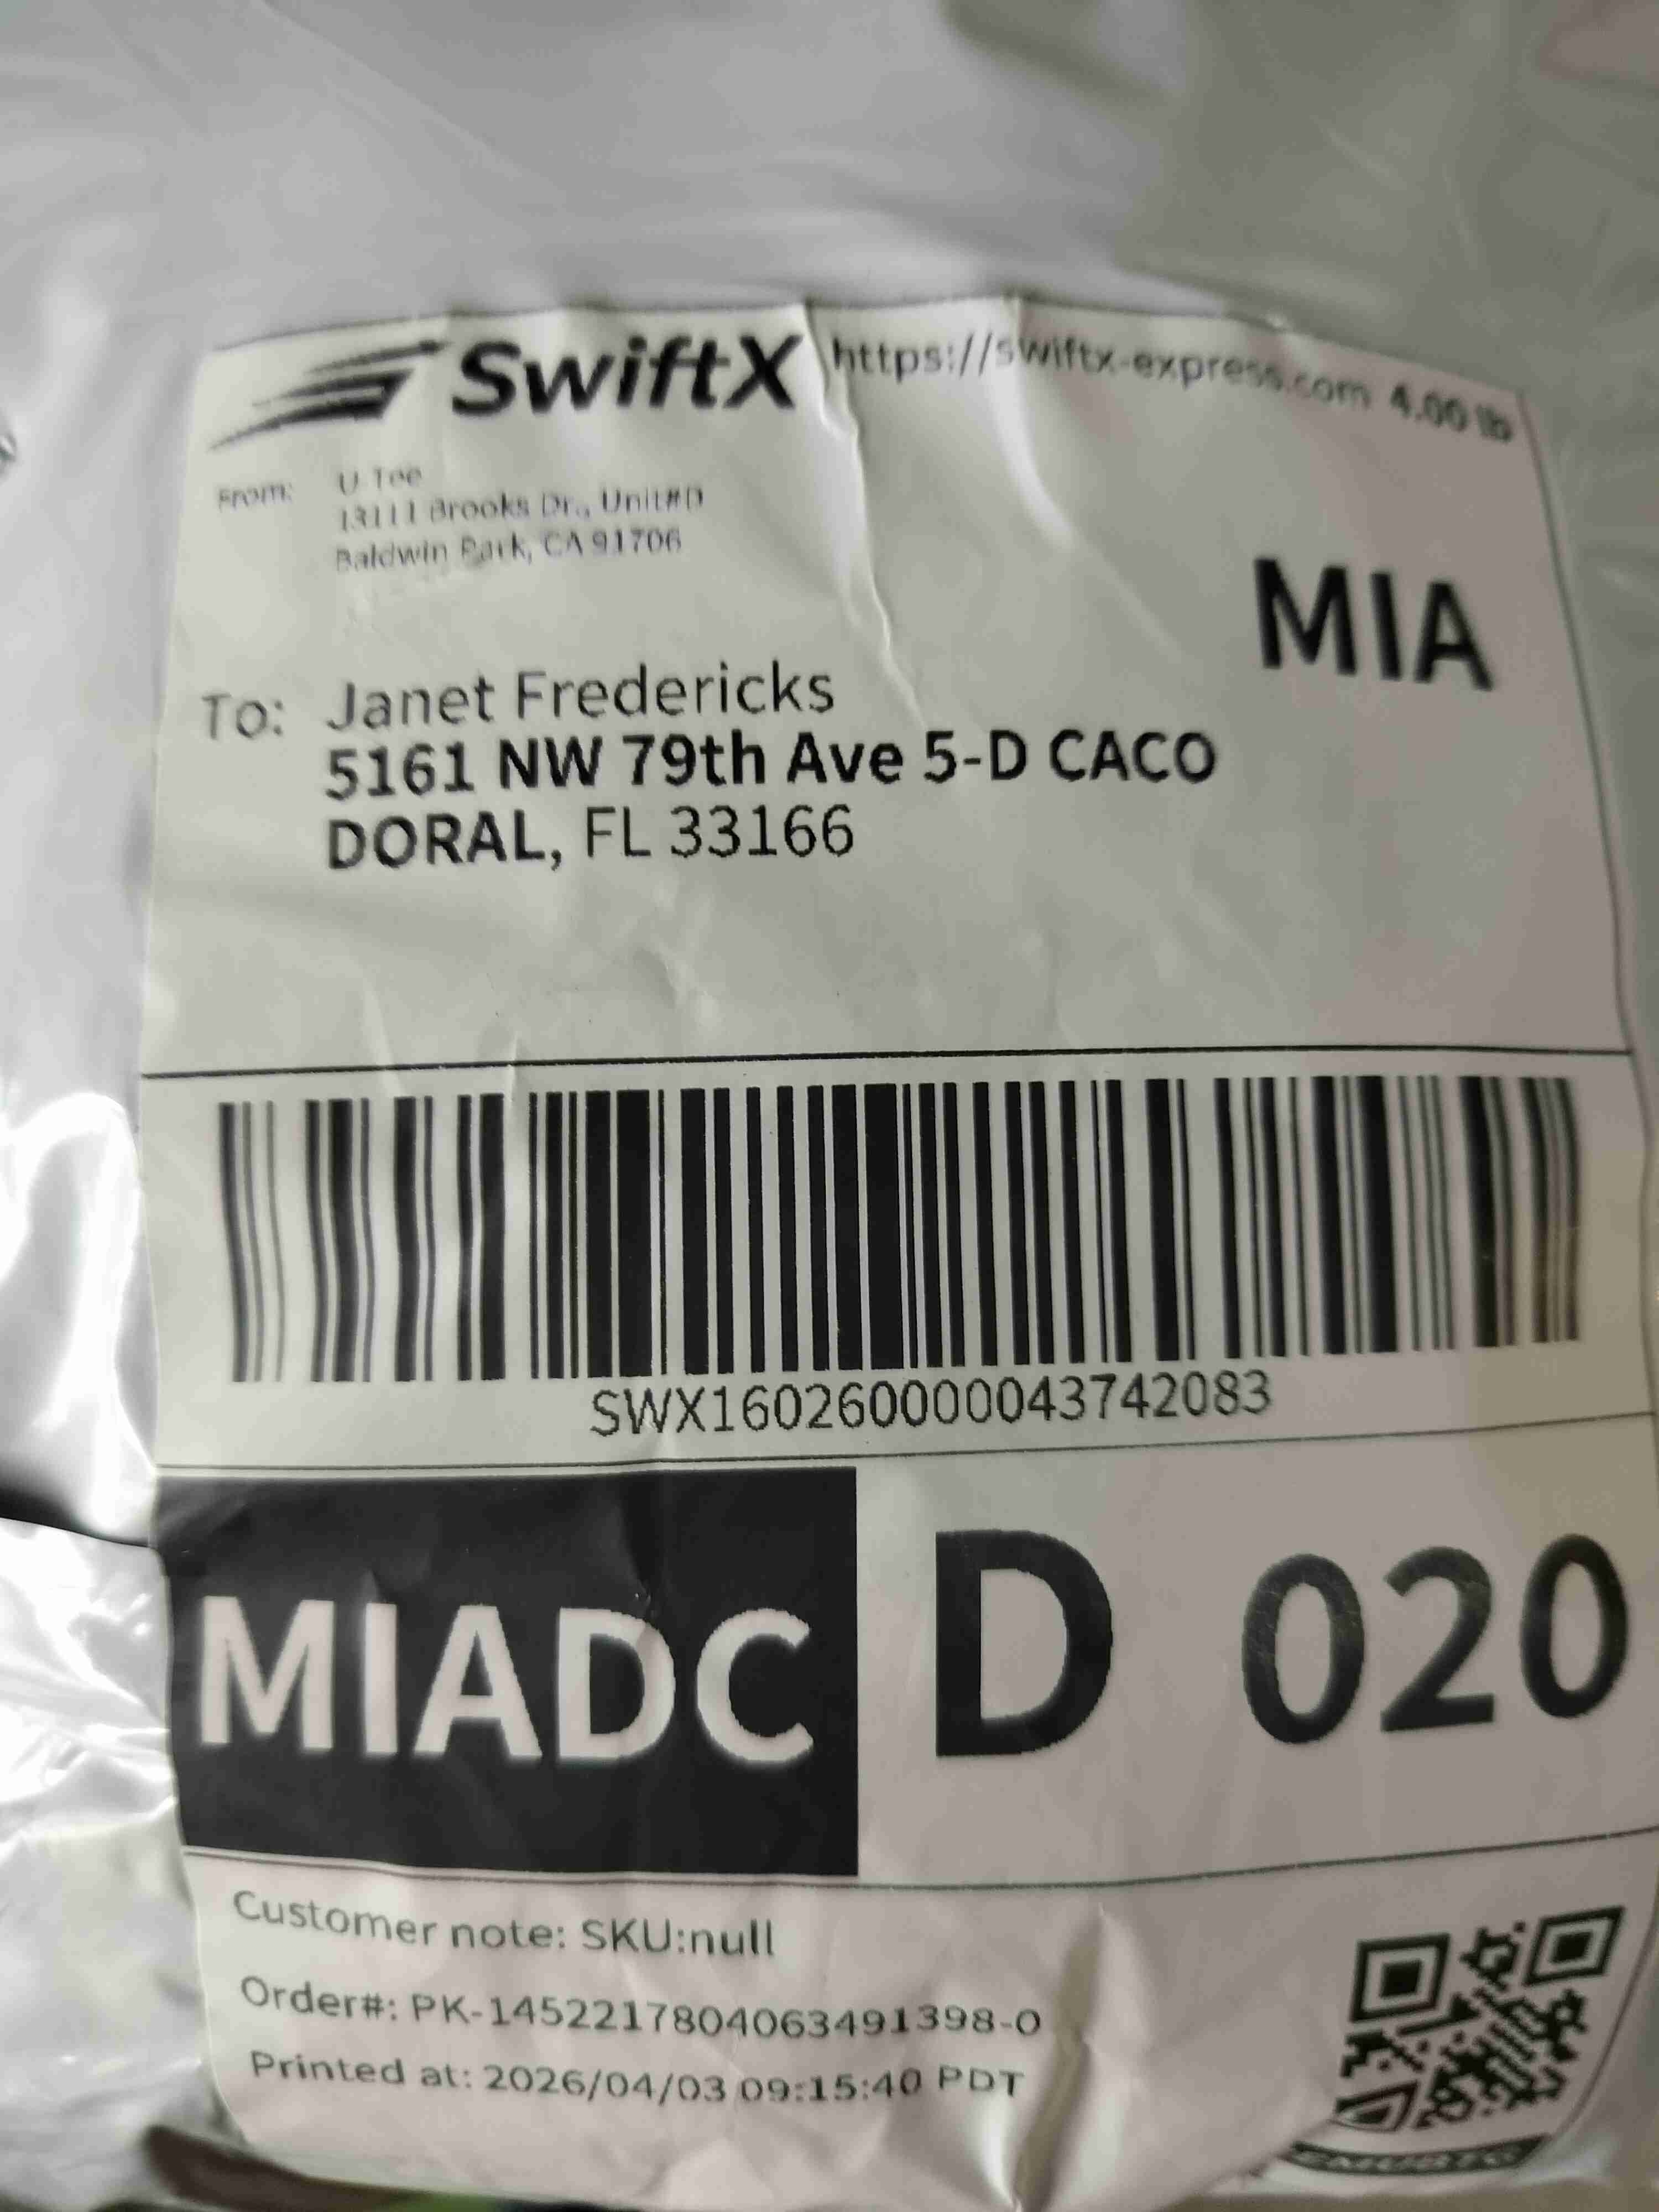 SwiftX https://swiftx-express.com 4.00 lb
From: U Tee
13111 Brooks Dr., Unit#D
Baldwin Park, CA 91706
MIA
To: Janet Fredericks
5161 NW 79th Ave 5-D CACO
DORAL, FL 33166
SWX160260000043742083
MIADC D 020
Customer note: SKU:null
Order#: PK-1452217804063491398-0
Printed at: 2026/04/03 09:15:40 PDT